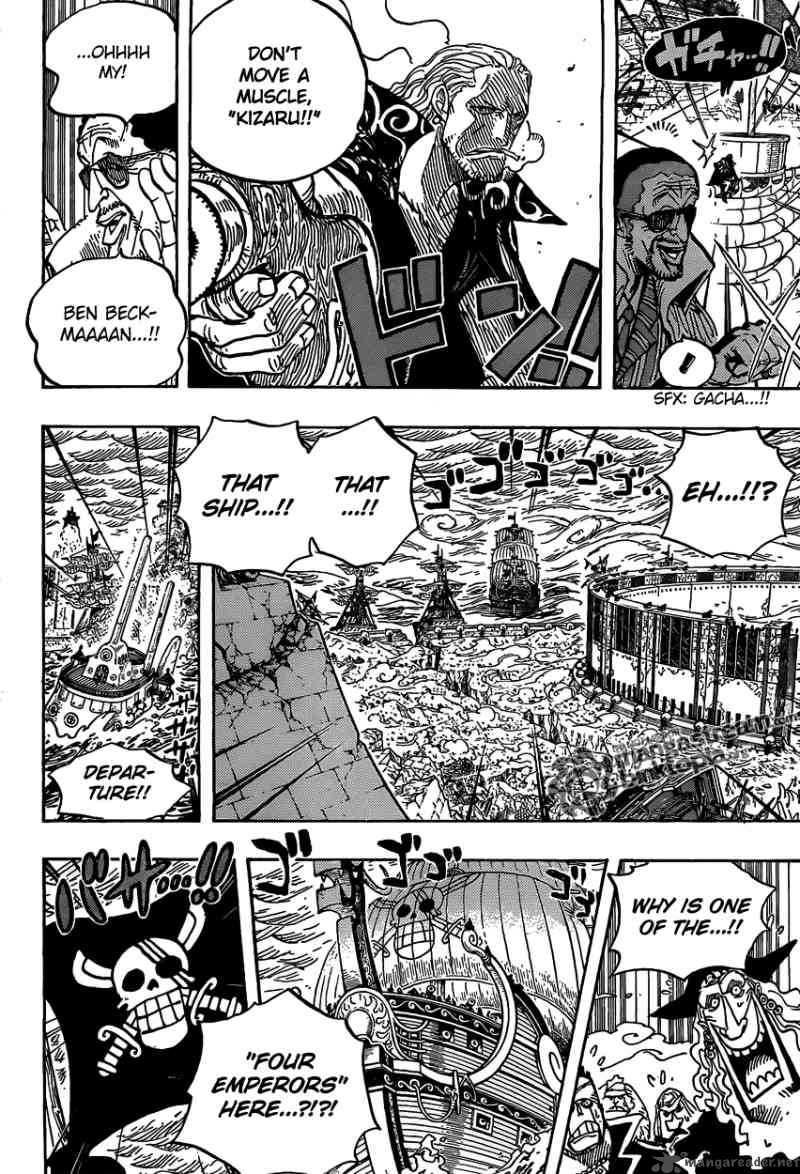 ガチャ…!!
SFX: GACHA...!!
DON'T
MOVE A
MUSCLE,
"KIZARU!!"
ドン!!
...OHHHH
MY!
BEN BECK-
MAAAAN...!!
EH...!!?
ゴゴゴゴゴ…
THAT
...!!
THAT
SHIP...!!
DEPAR-
TURE!!
WHY IS ONE
OF THE...!!
ゴゴゴ
"FOUR
EMPERORS"
HERE...?!?!
バサ…!!
mangareader.net